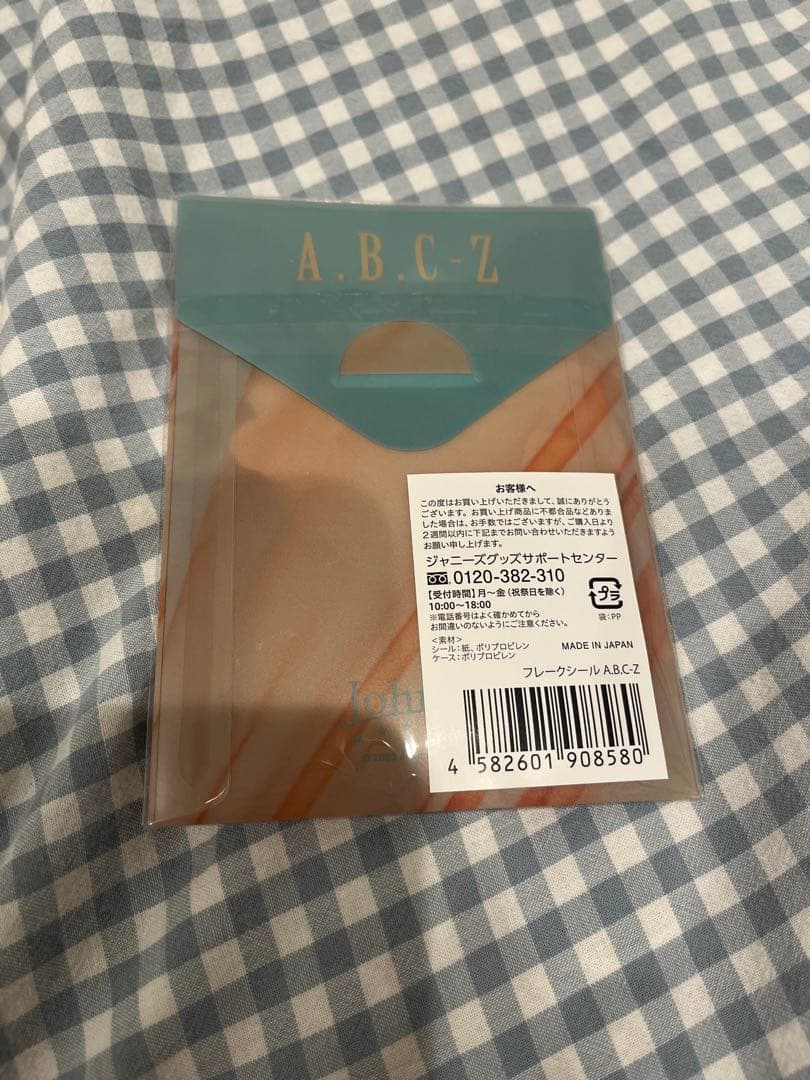 A.B.C-Z
お客様へ
この度はお買い上げいただきまして、誠にありがとう
ございます。お買い上げ商品に不都合品などありま
した場合は、お手数ではございますが、ご購入日より
2週間以内に下記までお問い合わせいただきますよう
お願い申し上げます。
ジャニーズグッズサポートセンター
0120-382-310
【受付時間】月〜金(祝祭日を除く)
10:00〜18:00
※電話番号はよく確かめてから
お間違いのないようにご注意ください。
プラ
袋:PP
<素材>
シール:紙、ポリプロピレン
ケース:ポリプロピレン
MADE IN JAPAN
フレークシール A.B.C-Z
4 582601 908580
John